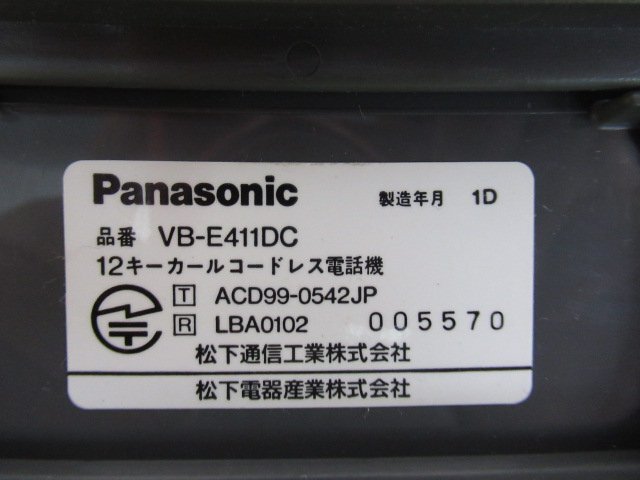 Panasonic 製造年月 1D
品番 VB-E411DC
12キーカールコードレス電話機
T ACD99-0542JP
R LBA0102 005570
松下通信工業株式会社
松下電器産業株式会社